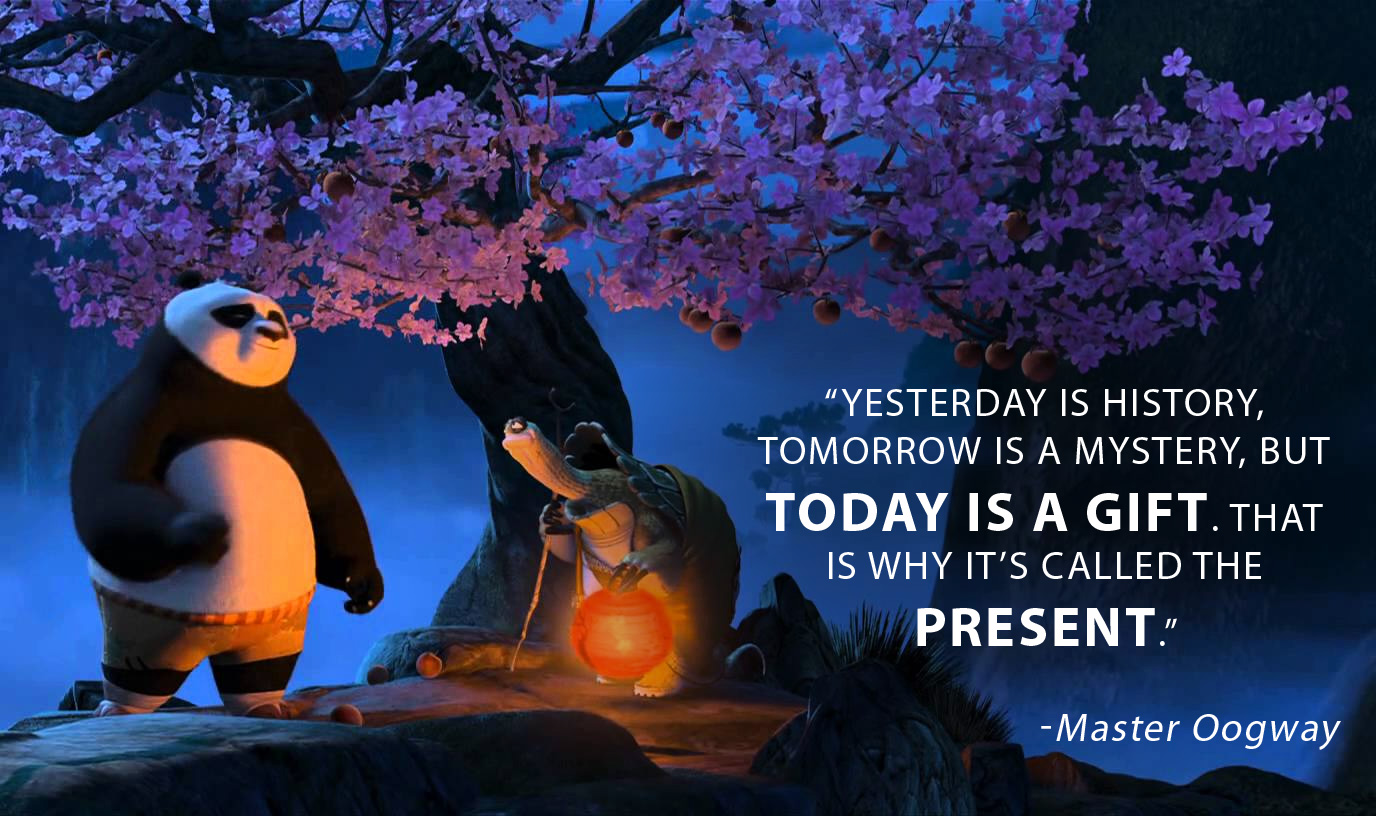 “YESTERDAY IS HISTORY,
TOMORROW IS A MYSTERY, BUT
TODAY IS A GIFT. THAT
IS WHY IT’S CALLED THE
PRESENT.”
-Master Oogway